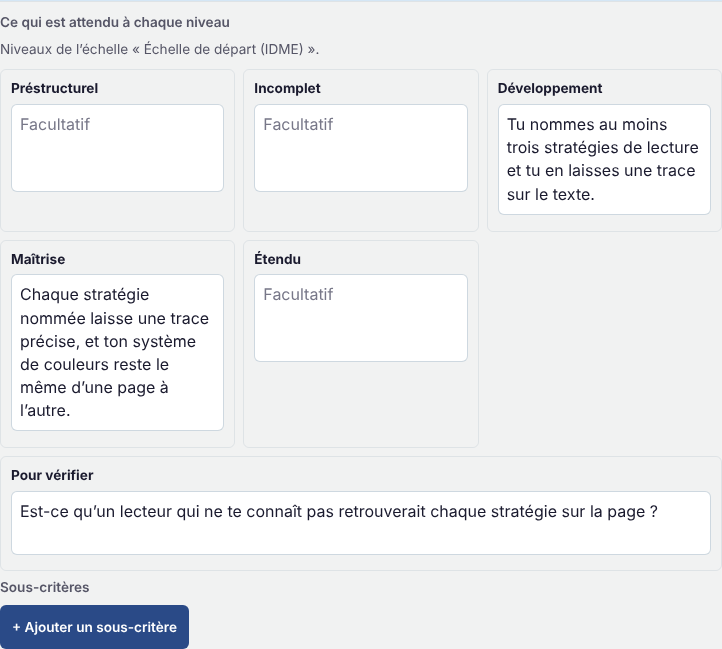 Ce qui est attendu à chaque niveau
Niveaux de l’échelle « Échelle de départ (IDME) ».
Préstructurel
Facultatif
Incomplet
Facultatif
Développement
Tu nommes au moins
trois stratégies de lecture
et tu en laisses une trace
sur le texte.
Maîtrise
Chaque stratégie
nommée laisse une trace
précise, et ton système
de couleurs reste le
même d’une page à
l’autre.
Étendu
Facultatif
Pour vérifier
Est-ce qu’un lecteur qui ne te connaît pas retrouverait chaque stratégie sur la page ?
Sous-critères
+ Ajouter un sous-critère